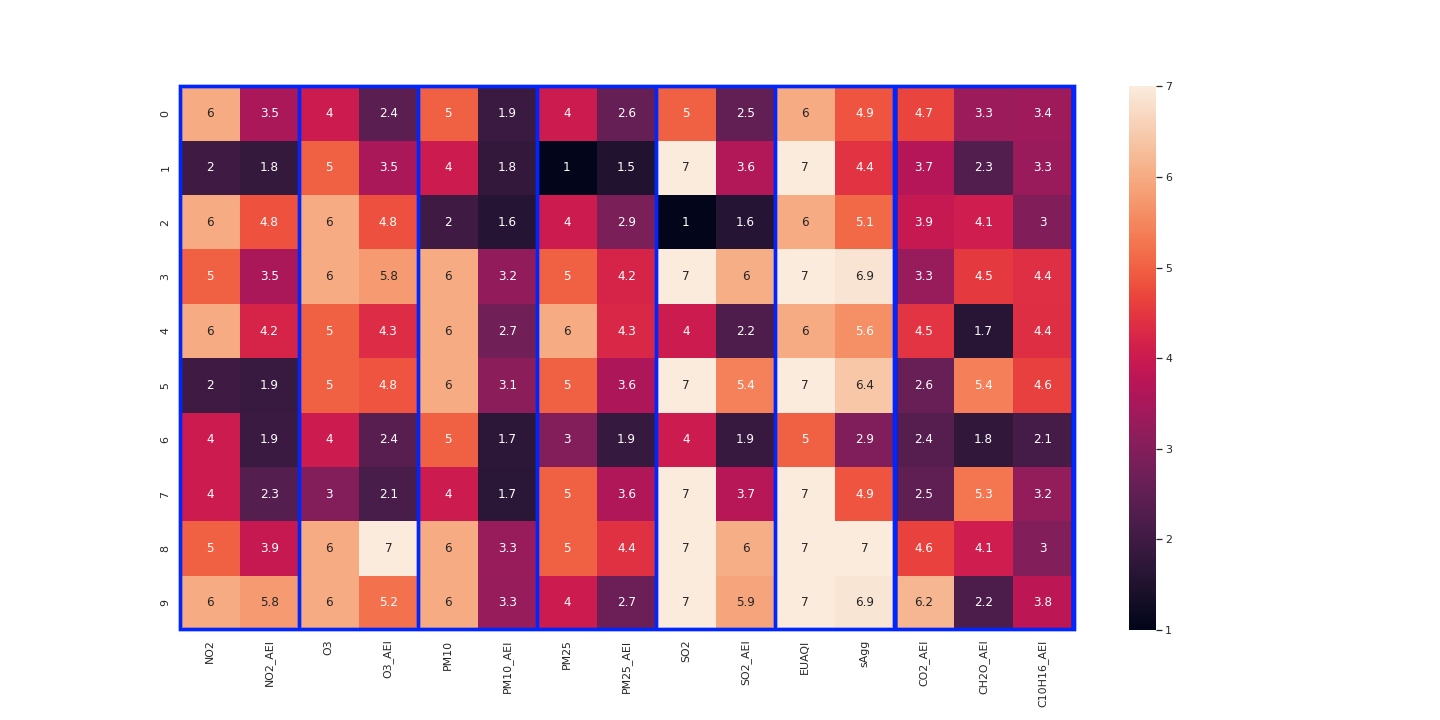 0 6 3.5 4 2.4 5 1.9 4 2.6 5 2.5 6 4.9 4.7 3.3 3.4
1 2 1.8 5 3.5 4 1.8 1 1.5 7 3.6 7 4.4 3.7 2.3 3.3
2 6 4.8 6 4.8 2 1.6 4 2.9 1 1.6 6 5.1 3.9 4.1 3
3 5 3.5 6 5.8 6 3.2 5 4.2 7 6 7 6.9 3.3 4.5 4.4
4 6 4.2 5 4.3 6 2.7 6 4.3 4 2.2 6 5.6 4.5 1.7 4.4
5 2 1.9 5 4.8 6 3.1 5 3.6 7 5.4 7 6.4 2.6 5.4 4.6
6 4 1.9 4 2.4 5 1.7 3 1.9 4 1.9 5 2.9 2.4 1.8 2.1
7 4 2.3 3 2.1 4 1.7 5 3.6 7 3.7 7 4.9 2.5 5.3 3.2
8 5 3.9 6 7 6 3.3 5 4.4 7 6 7 7 4.6 4.1 3
9 6 5.8 6 5.2 6 3.3 4 2.7 7 5.9 7 6.9 6.2 2.2 3.8
NO2 NO2_AEI O3 O3_AEI PM10 PM10_AEI PM25 PM25_AEI SO2 SO2_AEI EUAQI sAgg CO2_AEI CH2O_AEI C10H16_AEI
7
6
5
4
3
2
1